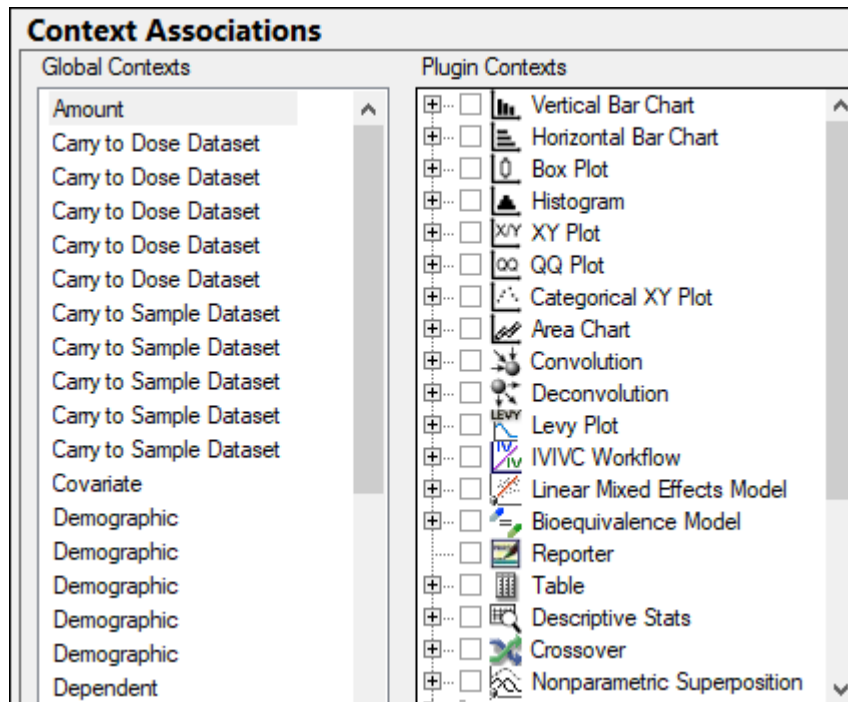 Context Associations
Global Contexts
Amount
Carry to Dose Dataset
Carry to Dose Dataset
Carry to Dose Dataset
Carry to Dose Dataset
Carry to Dose Dataset
Carry to Sample Dataset
Carry to Sample Dataset
Carry to Sample Dataset
Carry to Sample Dataset
Carry to Sample Dataset
Covariate
Demographic
Demographic
Demographic
Demographic
Demographic
Dependent
Plugin Contexts
Vertical Bar Chart
Horizontal Bar Chart
Box Plot
Histogram
X/Y XY Plot
QQ QQ Plot
Categorical XY Plot
Area Chart
Convolution
Deconvolution
LEVY Levy Plot
IV IV IVIVC Workflow
Linear Mixed Effects Model
Bioequivalence Model
Reporter
Table
Descriptive Stats
Crossover
Nonparametric Superposition